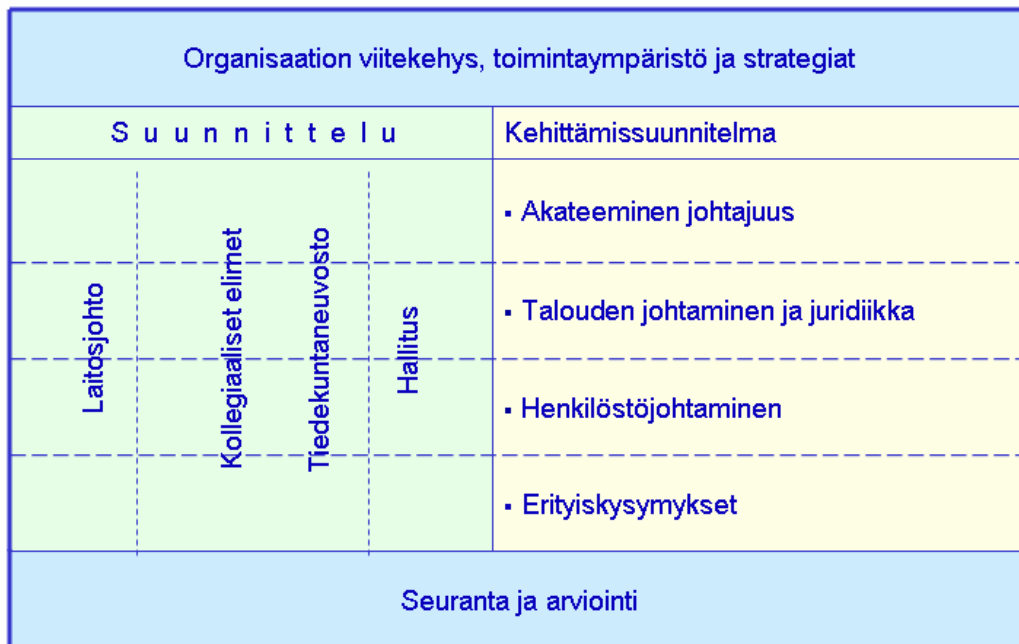 Organisaation viitekehys, toimintaympäristö ja strategiat
S u u n n i t t e l u
Kehittämissuunnitelma
Laitosjohto
Kollegiaaliset elimet
Tiedekuntaneuvosto
Hallitus
▪ Akateeminen johtajuus
▪ Talouden johtaminen ja juridiikka
▪ Henkilöstöjohtaminen
▪ Erityiskysymykset
Seuranta ja arviointi